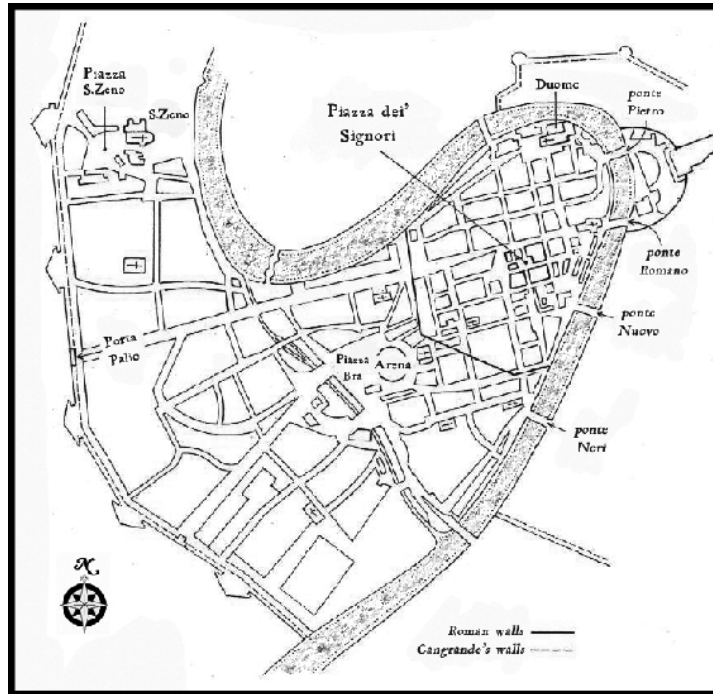 Piazza
S.Zeno
S.Zeno
Piazza dei'
Signori
Duomo
ponte
Pietro
ponte
Romano
ponte
Nuovo
Porta
Palio
Piazza
Bra
Arena
ponte
Novi
N
Roman walls
Cangrande's walls